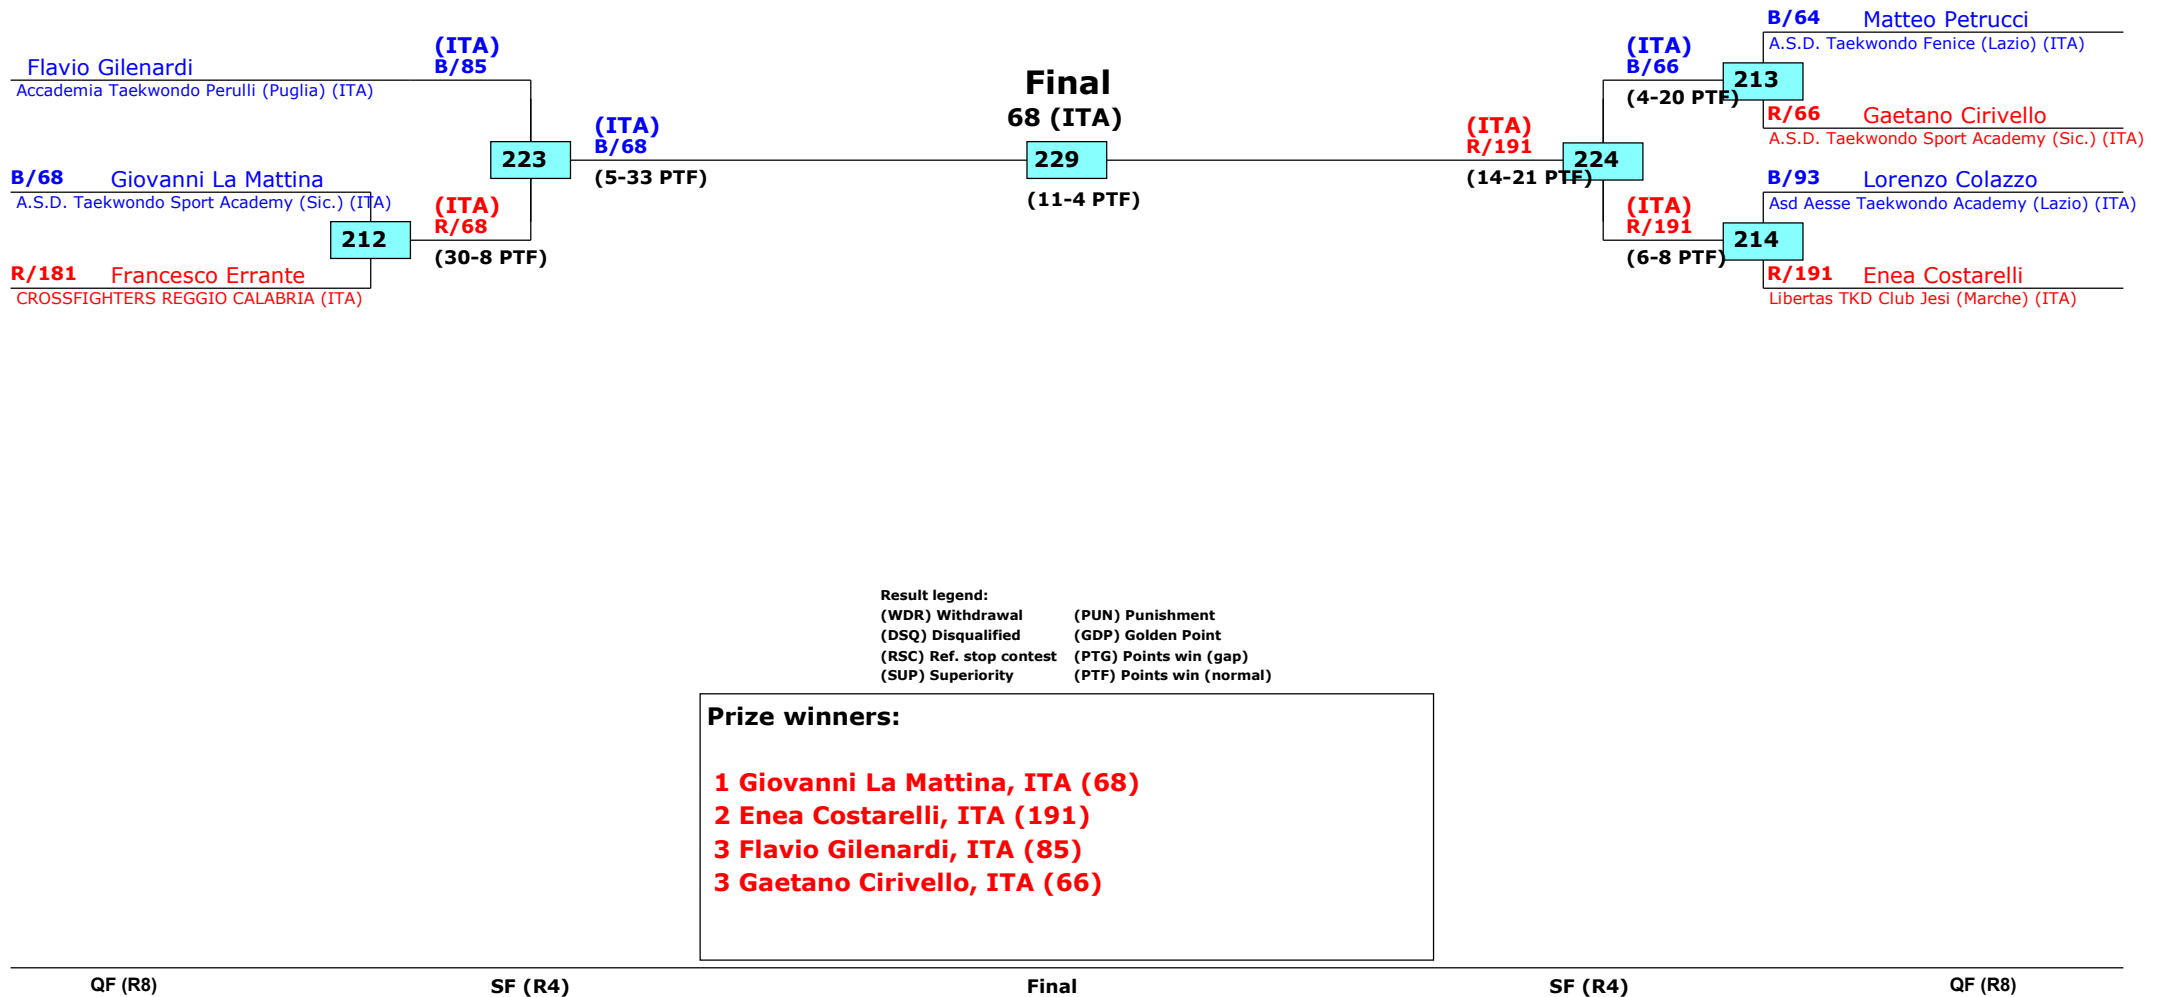 Flavio Gilenardi
Accademia Taekwondo Perulli (Puglia) (ITA)
B/68 Giovanni La Mattina
A.S.D. Taekwondo Sport Academy (Sic.) (ITA)
212
R/181 Francesco Errante
CROSSFIGHTERS REGGIO CALABRIA (ITA)
(ITA)
B/85
223
(ITA)
R/68
(30-8 PTF)
(ITA)
B/68
(5-33 PTF)
Final
68 (ITA)
229
(11-4 PTF)
(ITA)
R/191
(14-21 PTF)
224
(ITA)
B/66
(4-20 PTF)
(ITA)
R/191
(6-8 PTF)
B/64 Matteo Petrucci
A.S.D. Taekwondo Fenice (Lazio) (ITA)
213
R/66 Gaetano Cirivello
A.S.D. Taekwondo Sport Academy (Sic.) (ITA)
B/93 Lorenzo Colazzo
Asd Aesse Taekwondo Academy (Lazio) (ITA)
214
R/191 Enea Costarelli
Libertas TKD Club Jesi (Marche) (ITA)
Result legend:
(WDR) Withdrawal (PUN) Punishment
(DSQ) Disqualified (GDP) Golden Point
(RSC) Ref. stop contest (PTG) Points win (gap)
(SUP) Superiority (PTF) Points win (normal)
Prize winners:
1 Giovanni La Mattina, ITA (68)
2 Enea Costarelli, ITA (191)
3 Flavio Gilenardi, ITA (85)
3 Gaetano Cirivello, ITA (66)
QF (R8) SF (R4) Final SF (R4) QF (R8)